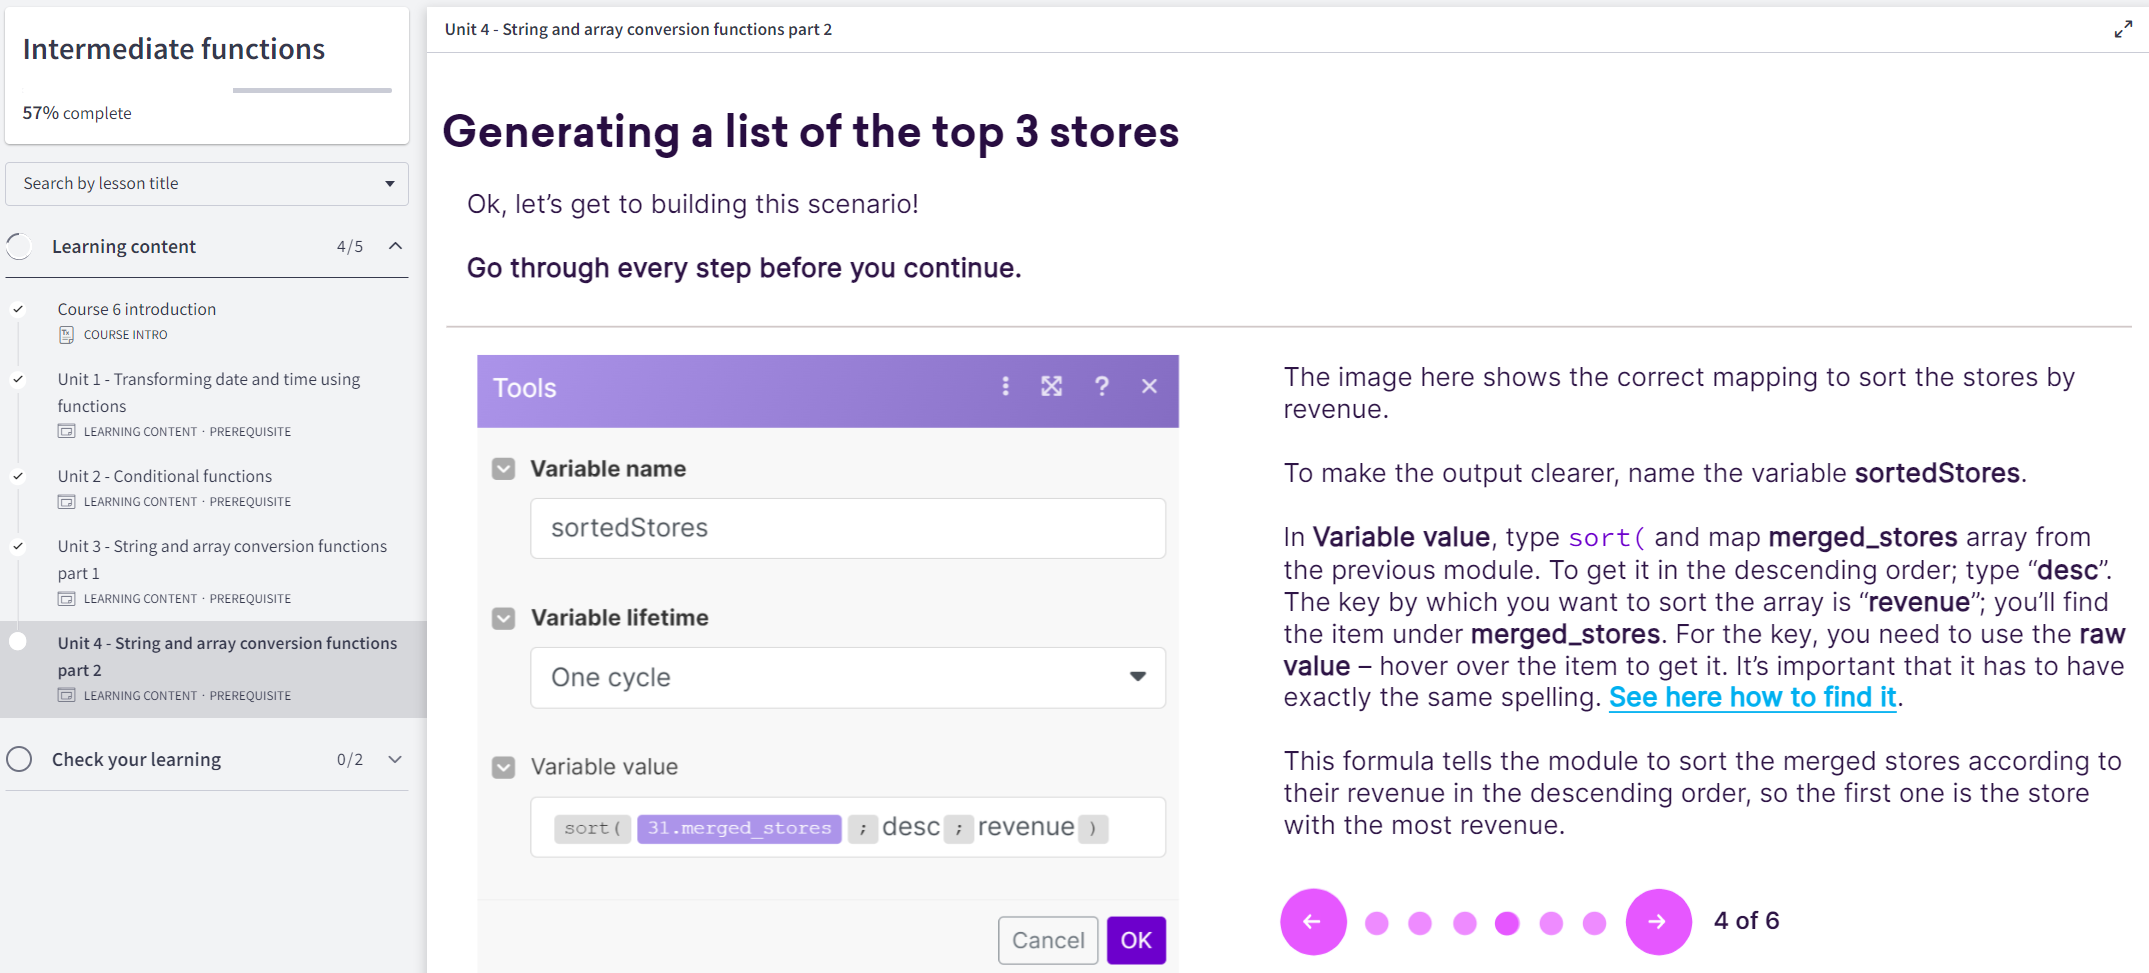 Intermediate functions
57% complete
Search by lesson title
Learning content 4/5
Course 6 introduction
COURSE INTRO
Unit 1 - Transforming date and time using
functions
LEARNING CONTENT · PREREQUISITE
Unit 2 - Conditional functions
LEARNING CONTENT · PREREQUISITE
Unit 3 - String and array conversion functions
part 1
LEARNING CONTENT · PREREQUISITE
Unit 4 - String and array conversion functions
part 2
LEARNING CONTENT · PREREQUISITE
Check your learning 0/2
Unit 4 - String and array conversion functions part 2
Generating a list of the top 3 stores
Ok, let’s get to building this scenario!
Go through every step before you continue.
Tools
Variable name
sortedStores
Variable lifetime
One cycle
Variable value
sort( 31.merged_stores ; desc ; revenue )
Cancel OK
The image here shows the correct mapping to sort the stores by
revenue.
To make the output clearer, name the variable sortedStores.
In Variable value, type sort( and map merged_stores array from
the previous module. To get it in the descending order; type “desc”.
The key by which you want to sort the array is “revenue”; you’ll find
the item under merged_stores. For the key, you need to use the raw
value – hover over the item to get it. It’s important that it has to have
exactly the same spelling. See here how to find it.
This formula tells the module to sort the merged stores according to
their revenue in the descending order, so the first one is the store
with the most revenue.
4 of 6